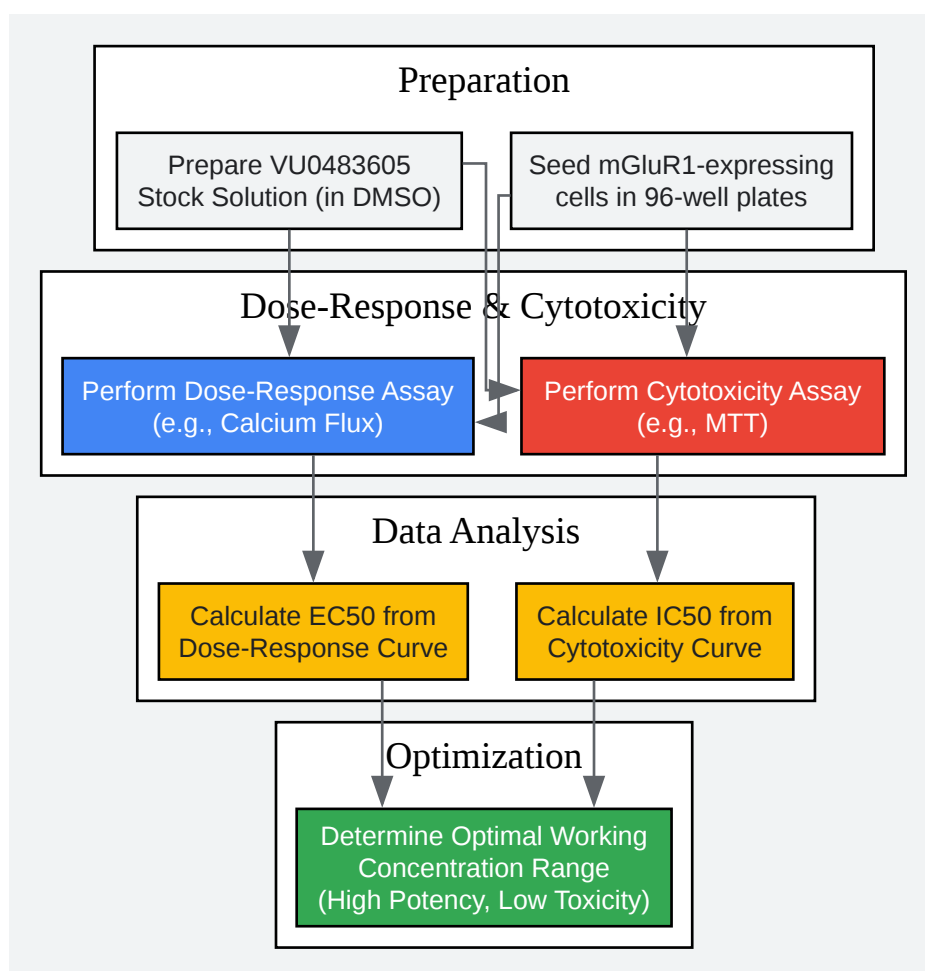 Preparation
Prepare VU0483605
Stock Solution (in DMSO)
Seed mGluR1-expressing
cells in 96-well plates
Dose-Response & Cytotoxicity
Perform Dose-Response Assay
(e.g., Calcium Flux)
Perform Cytotoxicity Assay
(e.g., MTT)
Data Analysis
Calculate EC50 from
Dose-Response Curve
Calculate IC50 from
Cytotoxicity Curve
Optimization
Determine Optimal Working
Concentration Range
(High Potency, Low Toxicity)